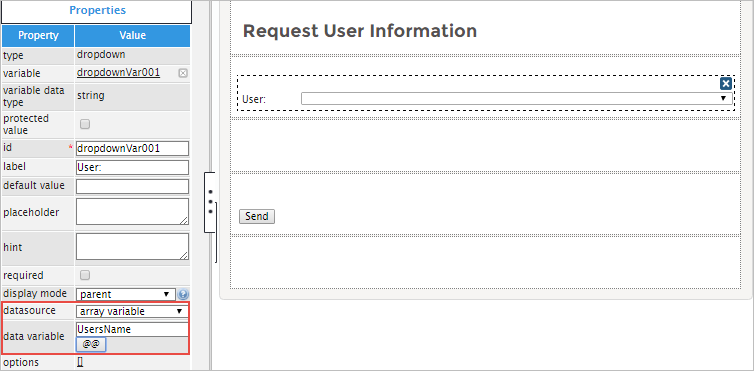 Properties
Property Value
type dropdown
variable dropdownVar001
variable data type string
protected value
id * dropdownVar001
label User:
default value
placeholder
hint
required
display mode parent
datasource array variable
data variable UsersName
@@
options []
Request User Information
User:
Send